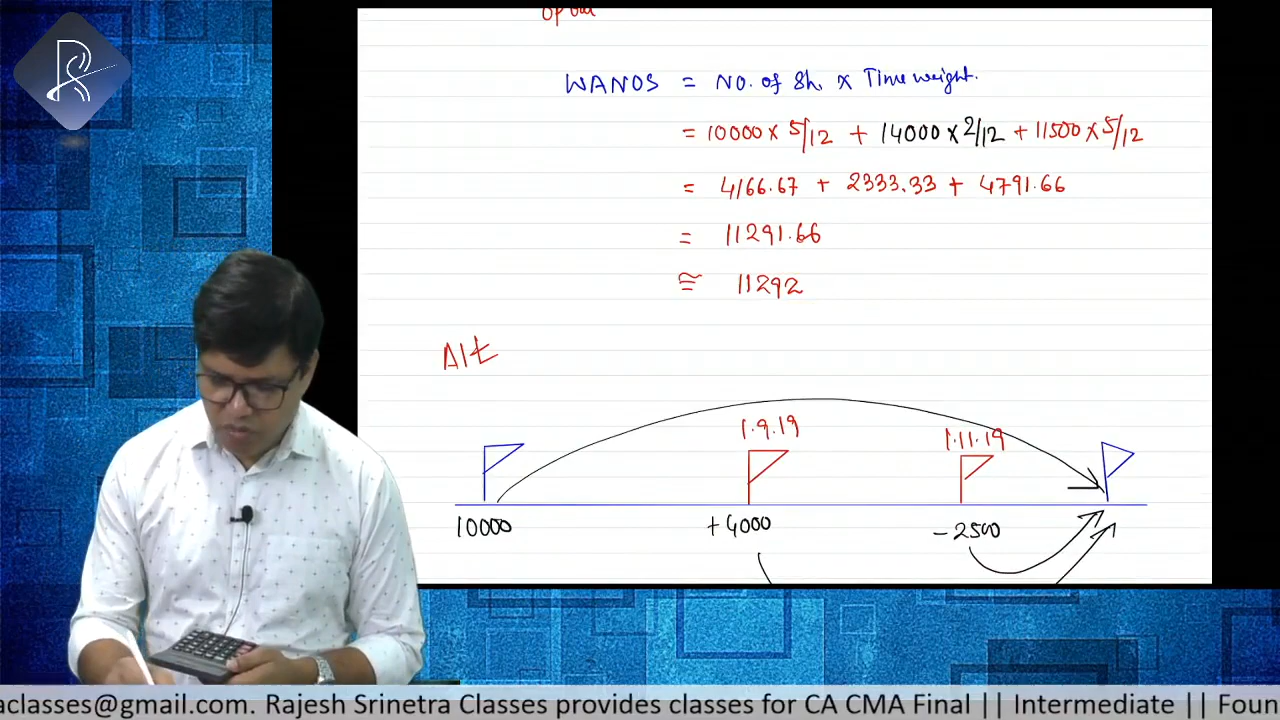 WANOS = NO. of Sh. x Time weight.
= 10000 x 5/12 + 14000 x 2/12 + 11500 x 5/12
= 4166.67 + 2333.33 + 4791.66
= 11291.66
≅ 11292
Alt
1.9.19 1.11.19
10000 +4000 -2500
aclasses@gmail.com. Rajesh Srinetra Classes provides classes for CA CMA Final || Intermediate || Foun